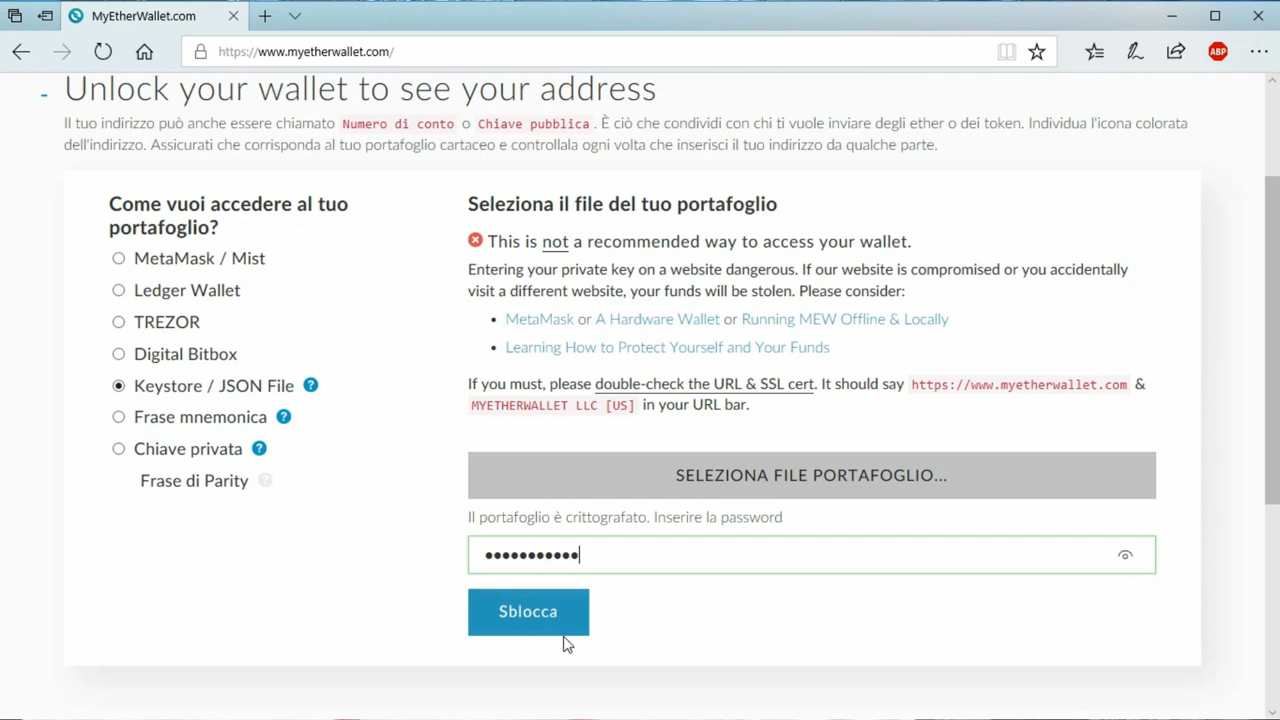 MyEtherWallet.com
https://www.myetherwallet.com/
ABP
Unlock your wallet to see your address
Il tuo indirizzo può anche essere chiamato Numero di conto o Chiave pubblica. È ciò che condividi con chi ti vuole inviare degli ether o dei token. Individua l'icona colorata
dell'indirizzo. Assicurati che corrisponda al tuo portafoglio cartaceo e controllala ogni volta che inserisci il tuo indirizzo da qualche parte.
Come vuoi accedere al tuo
portafoglio?
MetaMask / Mist
Ledger Wallet
TREZOR
Digital Bitbox
Keystore / JSON File ?
Frase mnemonica ?
Chiave privata ?
Frase di Parity ?
Seleziona il file del tuo portafoglio
This is not a recommended way to access your wallet.
Entering your private key on a website dangerous. If our website is compromised or you accidentally
visit a different website, your funds will be stolen. Please consider:
• MetaMask or A Hardware Wallet or Running MEW Offline & Locally
• Learning How to Protect Yourself and Your Funds
If you must, please double-check the URL & SSL cert. It should say https://www.myetherwallet.com &
MYETHERWALLET LLC [US] in your URL bar.
SELEZIONA FILE PORTAFOGLIO...
Il portafoglio è crittografato. Inserire la password
•••••••••••
Sblocca